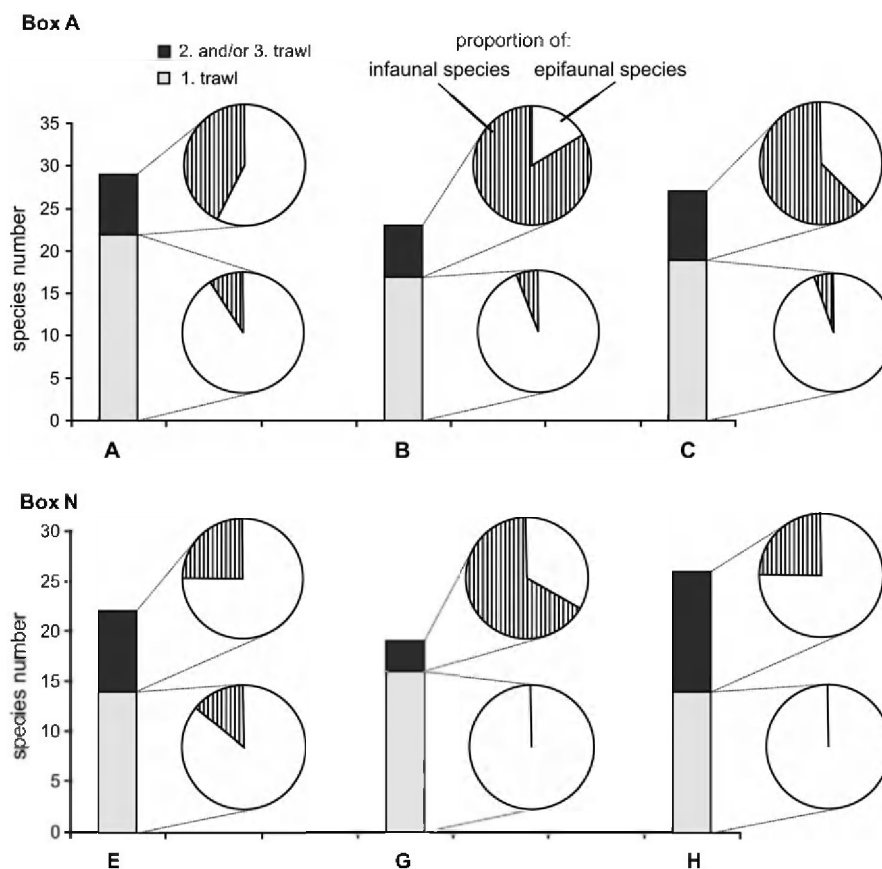 Box A
2. and/or 3. trawl
1. trawl
proportion of:
infaunal species epifaunal species
species number
35
30
25
20
15
10
5
0
A B C
Box N
species number
30
25
20
15
10
5
0
E G H